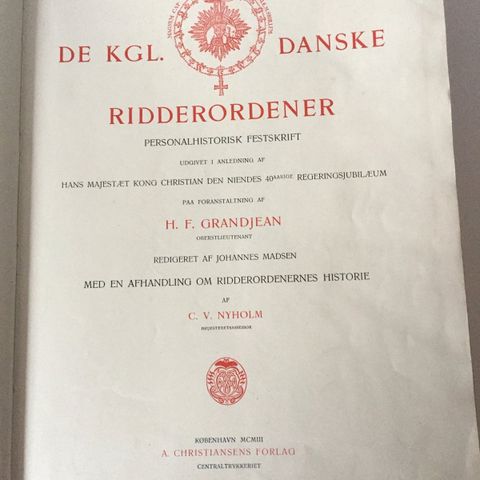 DE KGL. DANSKE
RIDDERORDENER
PERSONALHISTORISK FESTSKRIFT
UDGIVET I ANLEDNING AF
HANS MAJESTÆT KONG CHRISTIAN DEN NIENDES 40AARIGE REGERINGSJUBILÆUM
PAA FORANSTALTNING AF
H. F. GRANDJEAN
OBERSTLIEUTENANT
REDIGERET AF JOHANNES MADSEN
MED EN AFHANDLING OM RIDDERORDENERNES HISTORIE
AF
C. V. NYHOLM
KØBENHAVN MCMIII
A. CHRISTIANSENS FORLAG
CENTRALTRYKKERIET